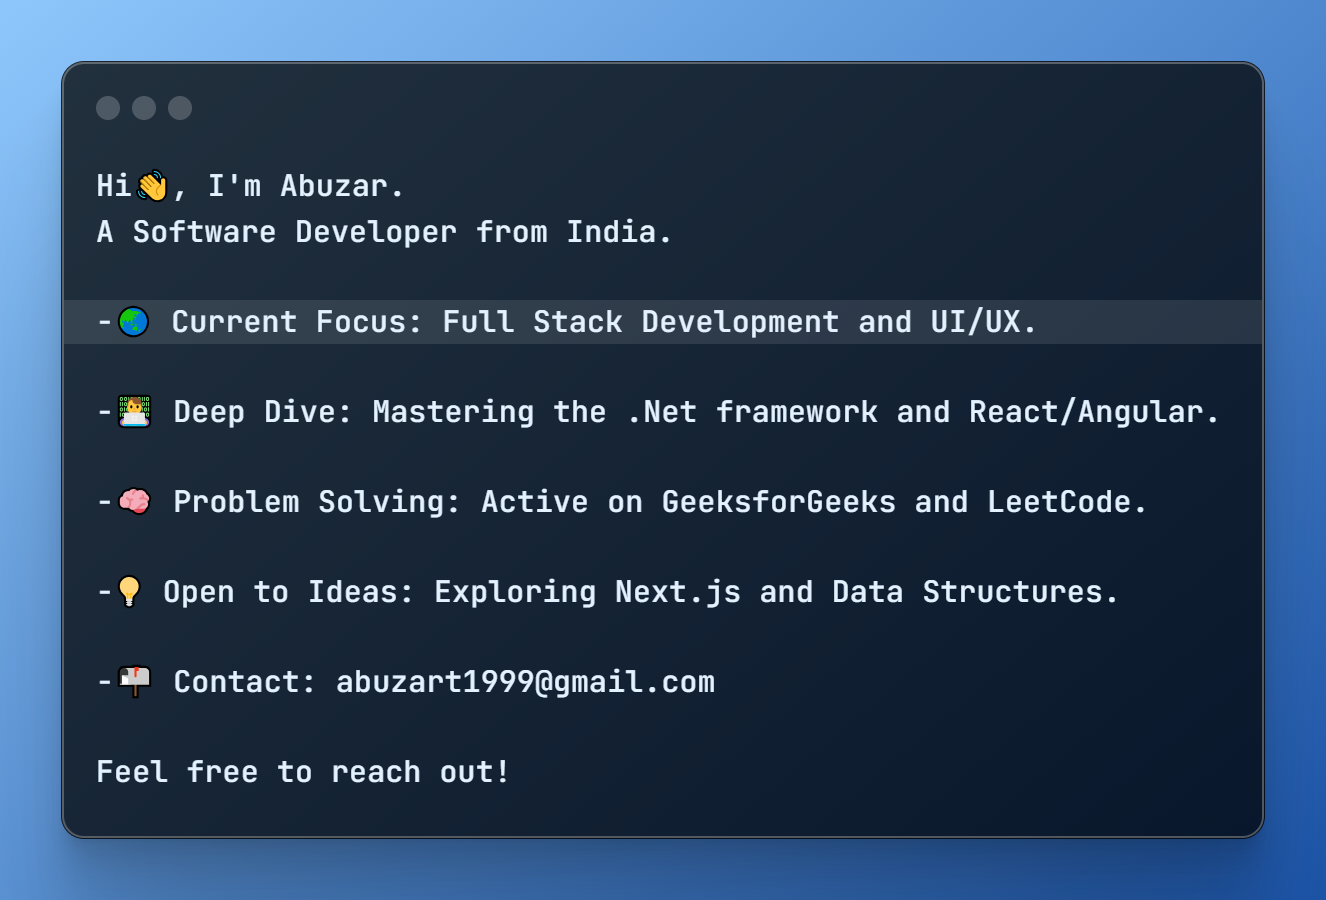 Hi👋, I'm Abuzar.
A Software Developer from India.
-🌏 Current Focus: Full Stack Development and UI/UX.
-👨‍💻 Deep Dive: Mastering the .Net framework and React/Angular.
-🧠 Problem Solving: Active on GeeksforGeeks and LeetCode.
-💡 Open to Ideas: Exploring Next.js and Data Structures.
-📬 Contact: abuzart1999@gmail.com
Feel free to reach out!